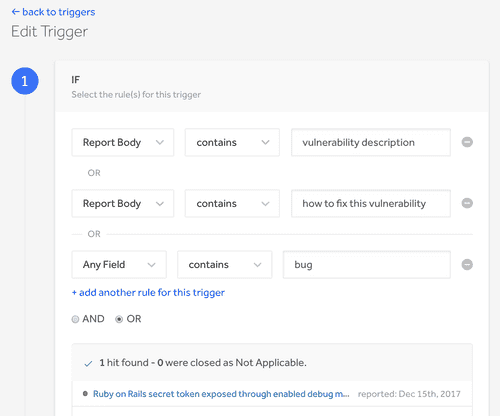 ← back to triggers
Edit Trigger
1
IF
Select the rule(s) for this trigger
Report Body contains vulnerability description
OR
Report Body contains how to fix this vulnerability
OR
Any Field contains bug
+ add another rule for this trigger
AND OR
1 hit found - 0 were closed as Not Applicable.
Ruby on Rails secret token exposed through enabled debug m... reported: Dec 15th, 2017